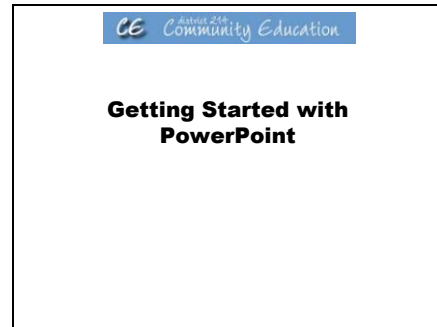 CE district 214
Community Education
Getting Started with
PowerPoint